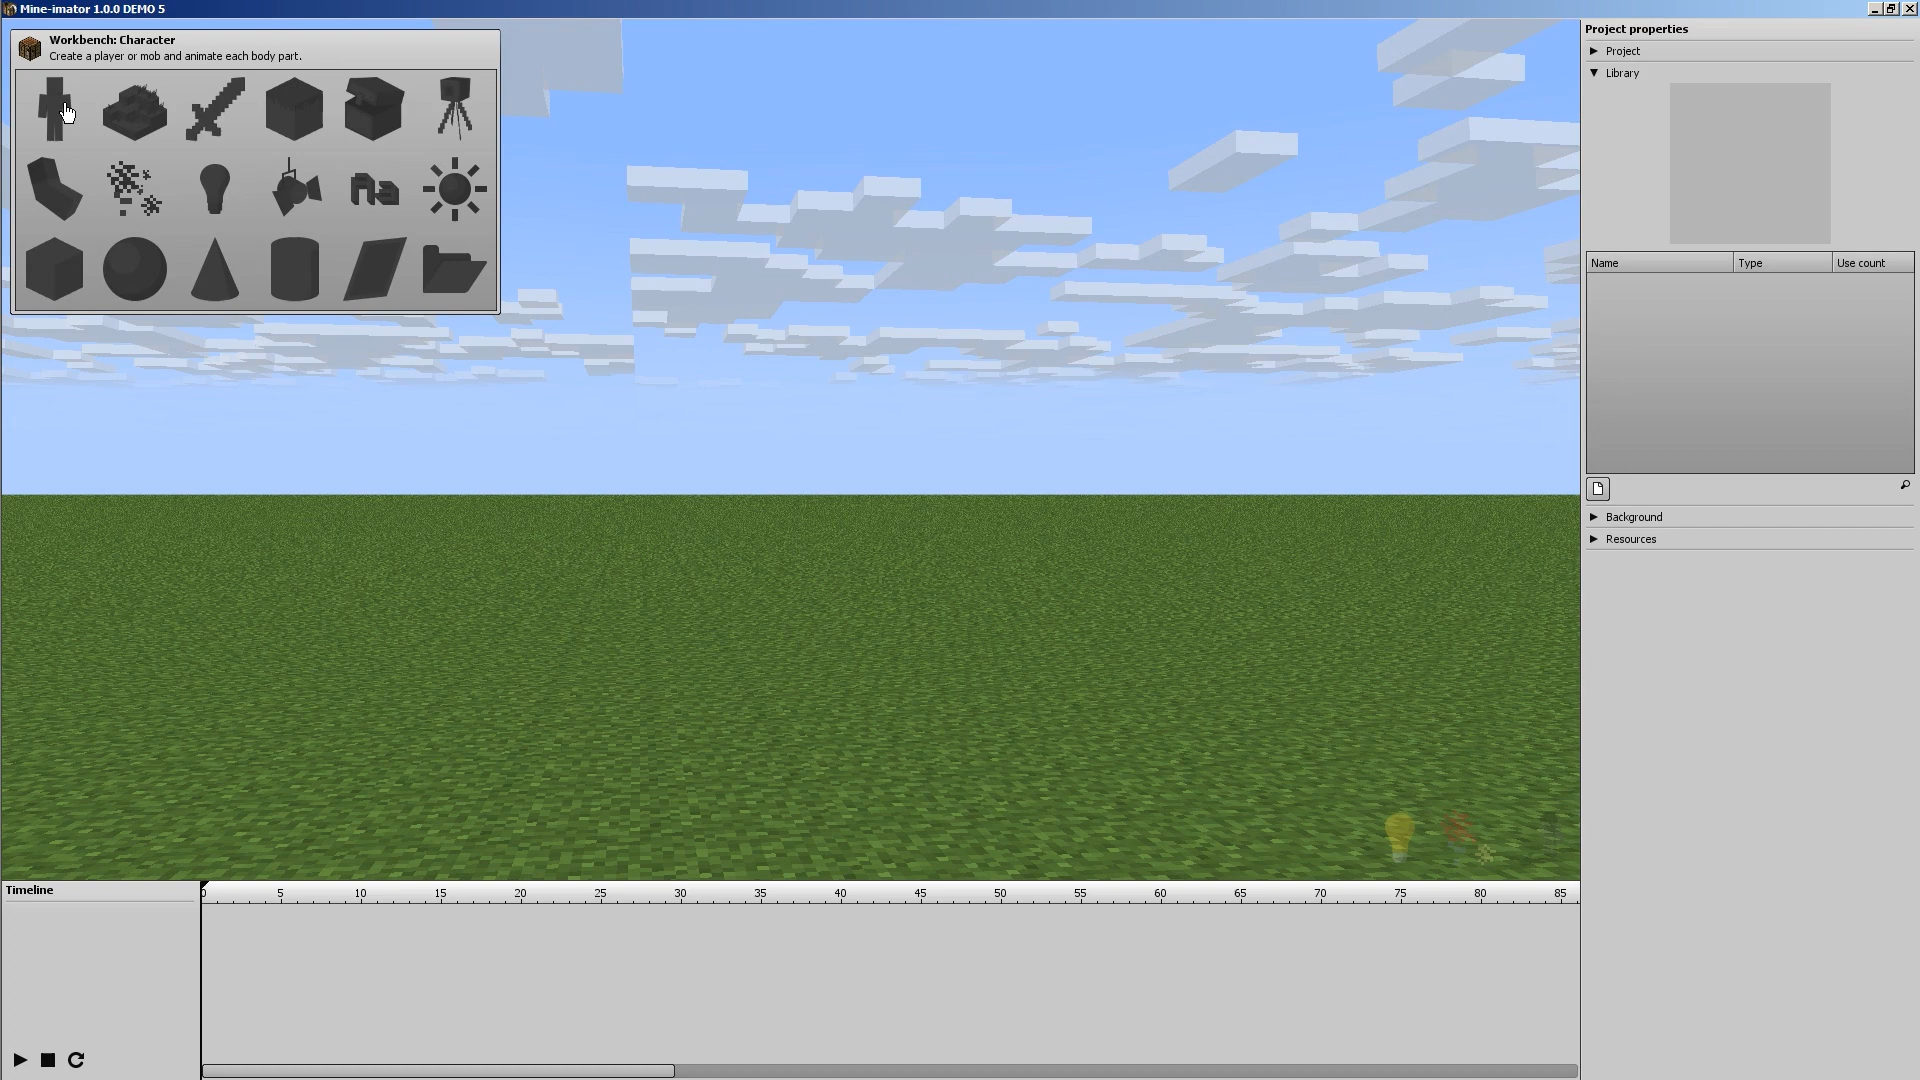 Mine-imator 1.0.0 DEMO 5
Workbench: Character
Create a player or mob and animate each body part.
Project properties
Project
Library
Name Type Use count
Background
Resources
Timeline
0 5 10 15 20 25 30 35 40 45 50 55 60 65 70 75 80 85